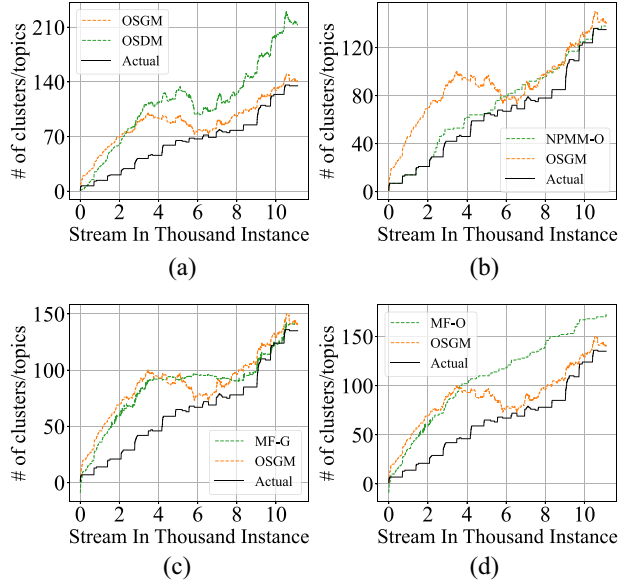 # of clusters/topics
210
140
70
0
OSGM
OSDM
Actual
0 2 4 6 8 10
Stream In Thousand Instance
(a)
# of clusters/topics
120
80
40
0
NPMM-O
OSGM
Actual
0 2 4 6 8 10
Stream In Thousand Instance
(b)
# of clusters/topics
150
100
50
0
MF-G
OSGM
Actual
0 2 4 6 8 10
Stream In Thousand Instance
(c)
# of clusters/topics
150
100
50
0
MF-O
OSGM
Actual
0 2 4 6 8 10
Stream In Thousand Instance
(d)